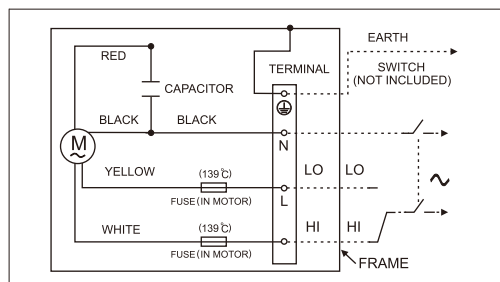 RED
EARTH
TERMINAL
SWITCH
(NOT INCLUDED)
CAPACITOR
BLACK BLACK
N
M
YELLOW
(139℃)
LO LO
FUSE (IN MOTOR)
L
WHITE
(139℃)
HI HI
FUSE (IN MOTOR)
FRAME